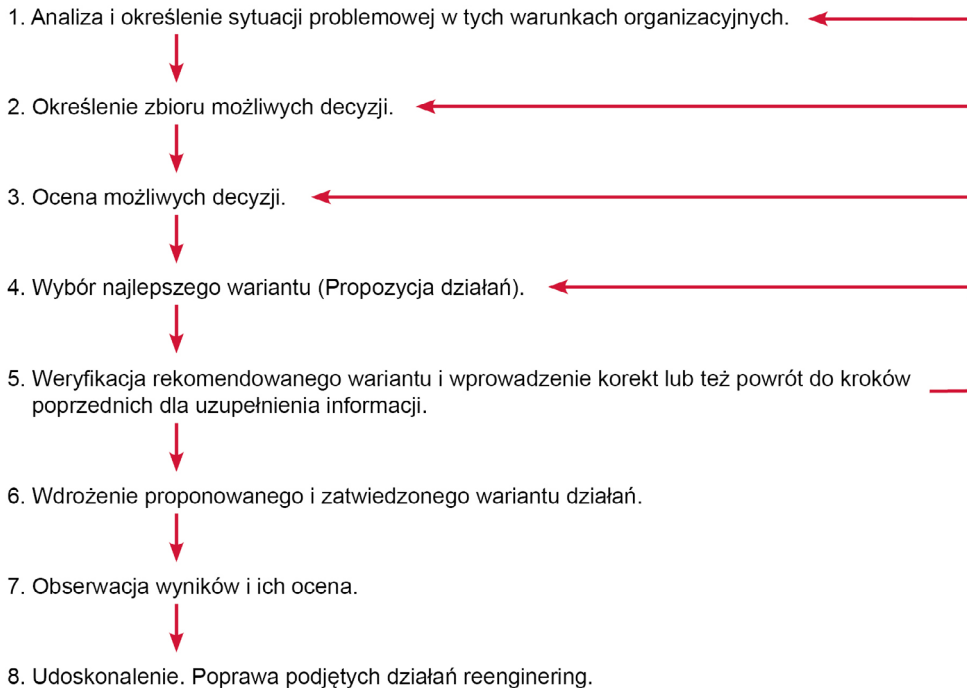 1. Analiza i określenie sytuacji problemowej w tych warunkach organizacyjnych.
2. Określenie zbioru możliwych decyzji.
3. Ocena możliwych decyzji.
4. Wybór najlepszego wariantu (Propozycja działań).
5. Weryfikacja rekomendowanego wariantu i wprowadzenie korekt lub też powrót do kroków
poprzednich dla uzupełnienia informacji.
6. Wdrożenie proponowanego i zatwiedzonego wariantu działań.
7. Obserwacja wyników i ich ocena.
8. Udoskonalenie. Poprawa podjętych działań reenginering.